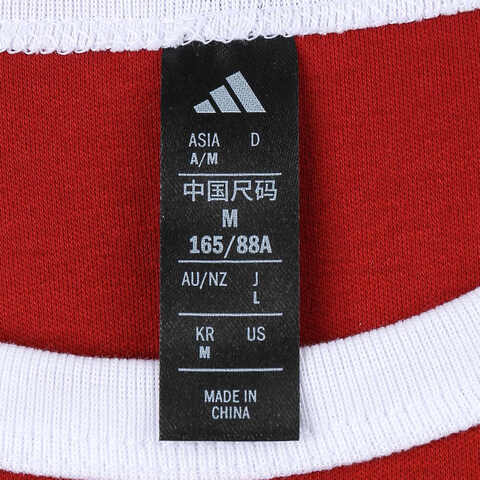 ASIA D
A/M
中国尺码
M
165/88A
AU/NZ J
L
KR US
M
MADE IN
CHINA